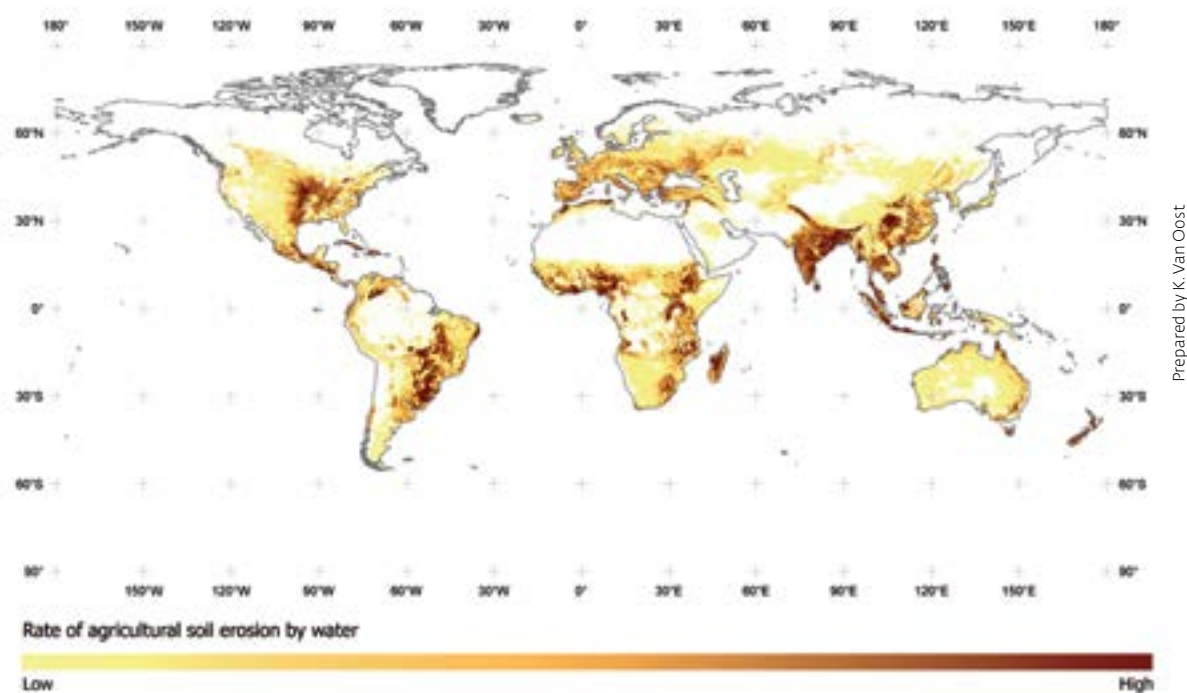 180° 150°W 120°W 90°W 60°W 30°W 0° 30°E 60°E 90°E 120°E 150°E 180°
60°N 60°N
30°N 30°N
0° 0°
30°S 30°S
60°S 60°S
90° 90°
150°W 120°W 90°W 60°W 30°W 0° 30°E 60°E 90°E 120°E 150°E
Prepared by K. Van Oost
Rate of agricultural soil erosion by water
Low High